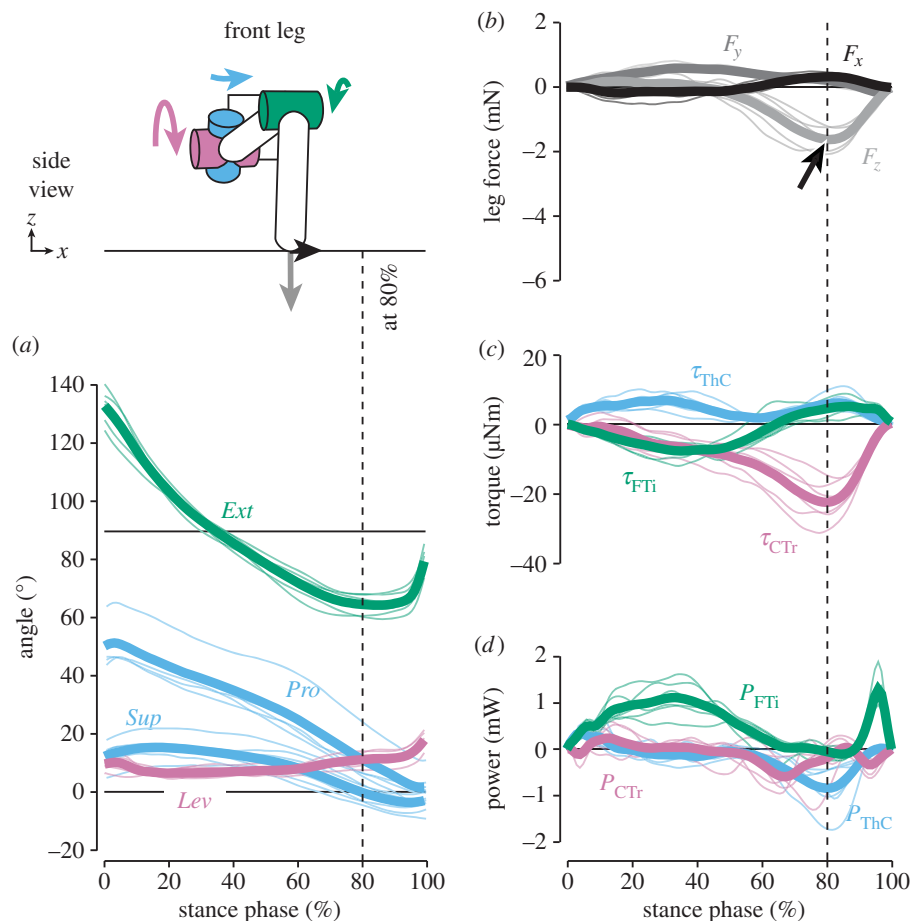 front leg
side
view
z
x
at 80%
(a)
140
120
100
80
60
40
20
0
–20
angle (°)
Ext
Pro
Sup
Lev
0 20 40 60 80 100
stance phase (%)
(b)
2
0
–2
–4
–6
leg force (mN)
Fy
Fx
Fz
(c)
20
0
–20
–40
torque (µNm)
τThC
τFTi
τCTr
(d)
2
1
0
–1
–2
power (mW)
PFTi
PCTr
PThC
0 20 40 60 80 100
stance phase (%)